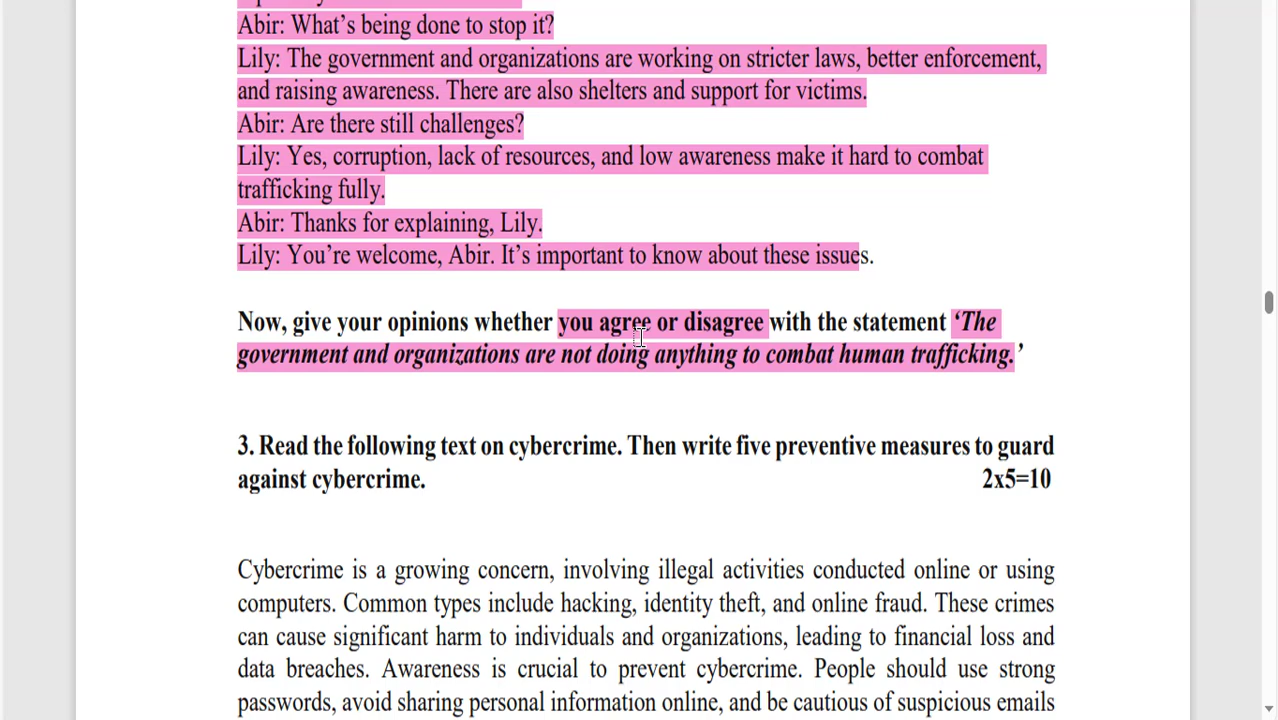 Abir: What’s being done to stop it?
Lily: The government and organizations are working on stricter laws, better enforcement,
and raising awareness. There are also shelters and support for victims.
Abir: Are there still challenges?
Lily: Yes, corruption, lack of resources, and low awareness make it hard to combat
trafficking fully.
Abir: Thanks for explaining, Lily.
Lily: You’re welcome, Abir. It’s important to know about these issues.
Now, give your opinions whether you agree or disagree with the statement ‘The
government and organizations are not doing anything to combat human trafficking.’
3. Read the following text on cybercrime. Then write five preventive measures to guard
against cybercrime. 2x5=10
Cybercrime is a growing concern, involving illegal activities conducted online or using
computers. Common types include hacking, identity theft, and online fraud. These crimes
can cause significant harm to individuals and organizations, leading to financial loss and
data breaches. Awareness is crucial to prevent cybercrime. People should use strong
passwords, avoid sharing personal information online, and be cautious of suspicious emails